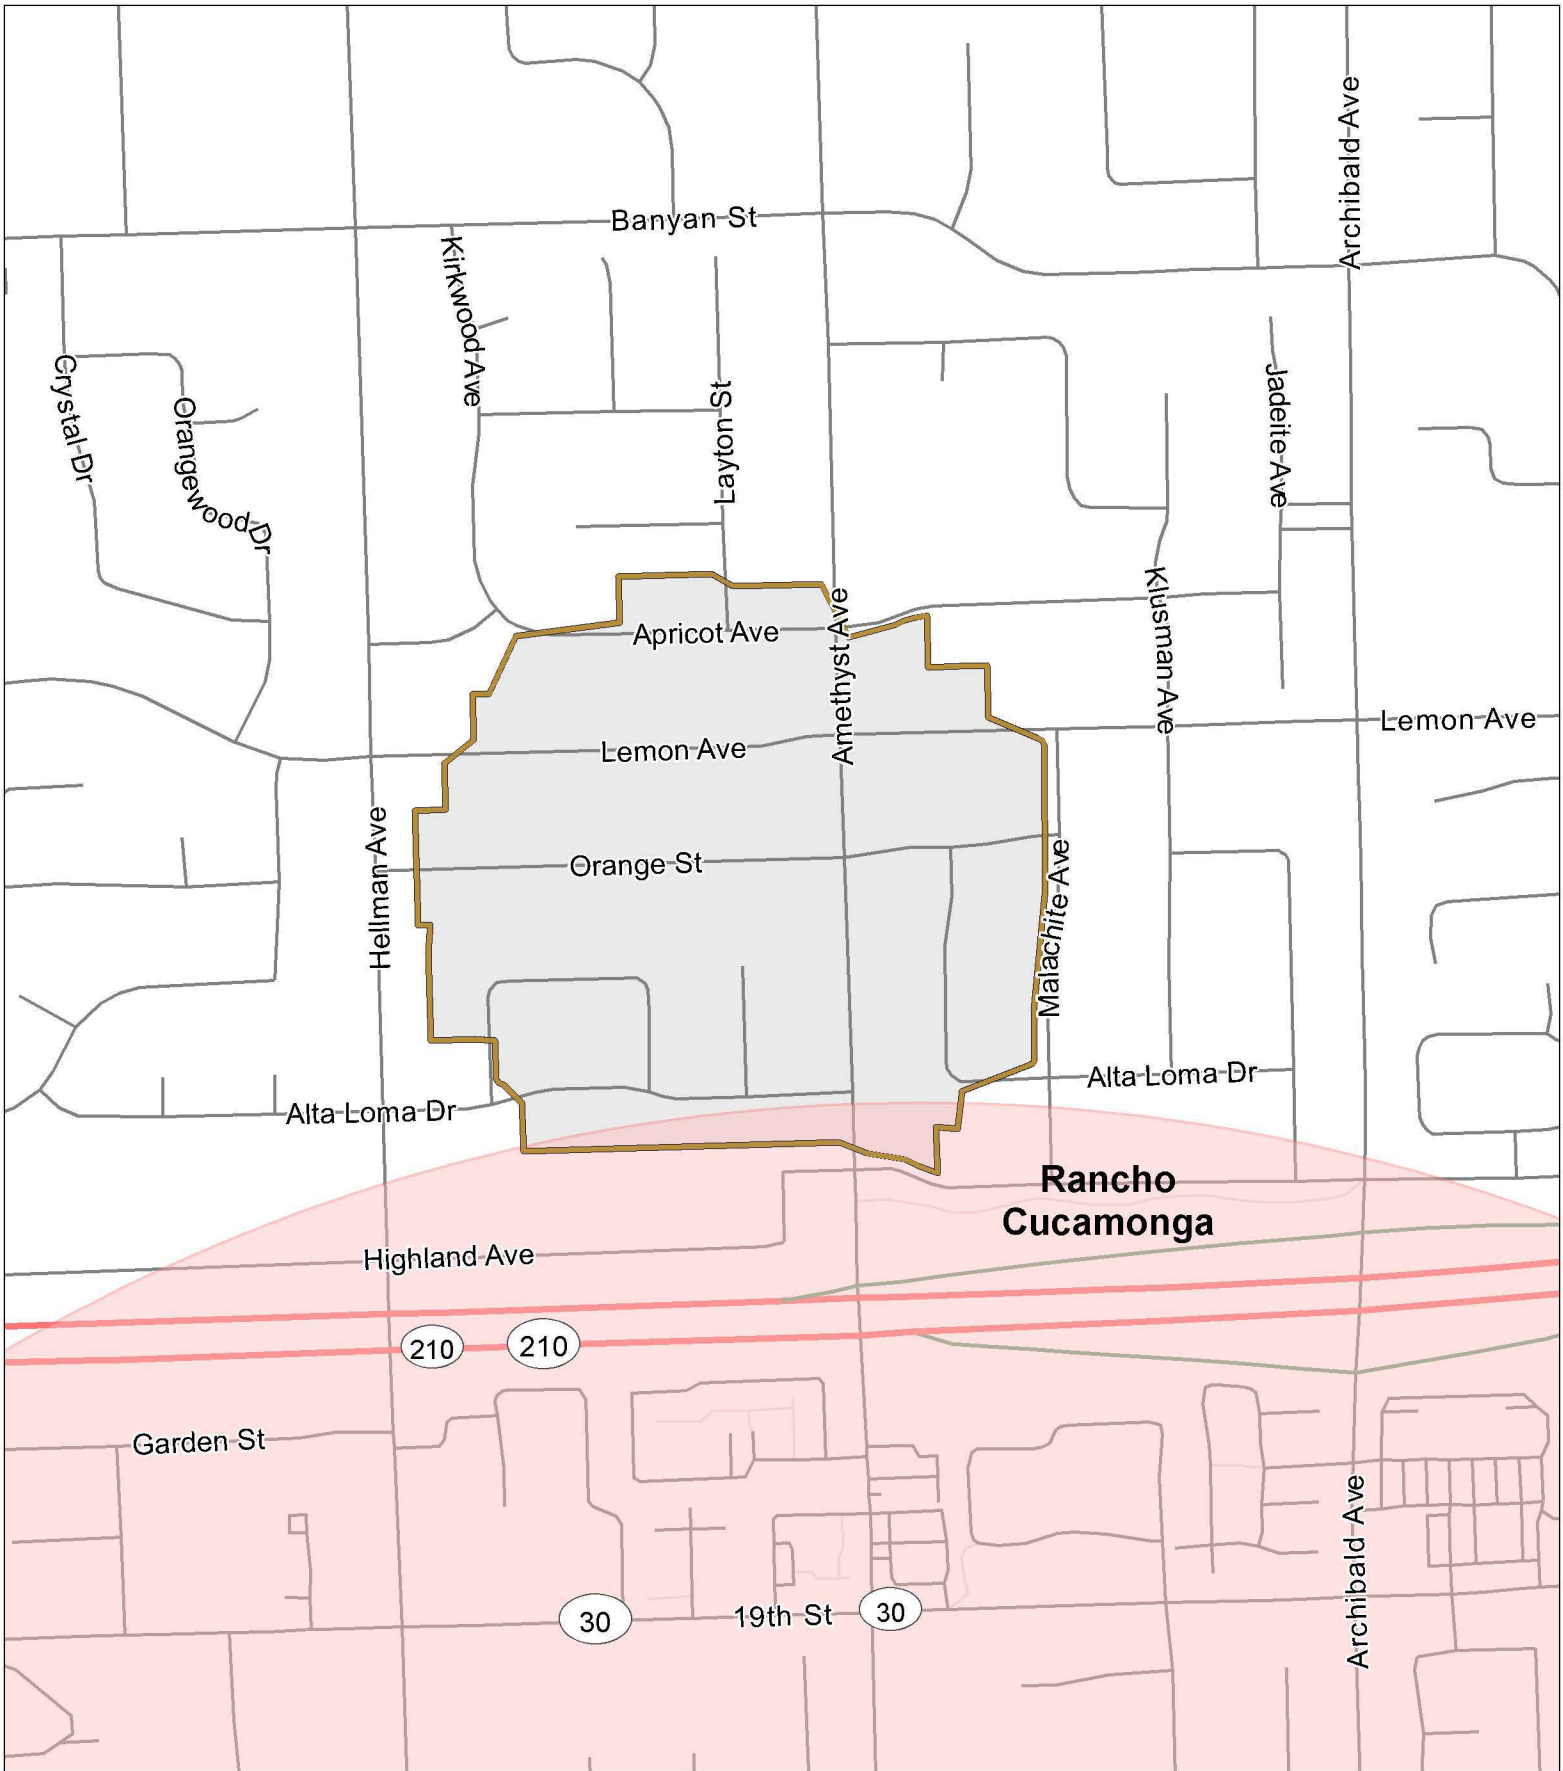 Archibald Ave
Banyan St
Kirkwood Ave
Crystal Dr
Orangewood Dr
Layton St
Jadeite Ave
Klusman Ave
Apricot Ave
Amethyst Ave
Lemon Ave
Lemon Ave
Hellman Ave
Orange St
Malachite Ave
Alta Loma Dr
Alta Loma Dr
Rancho
Cucamonga
Highland Ave
210
210
Garden St
Archibald Ave
30
19th St
30